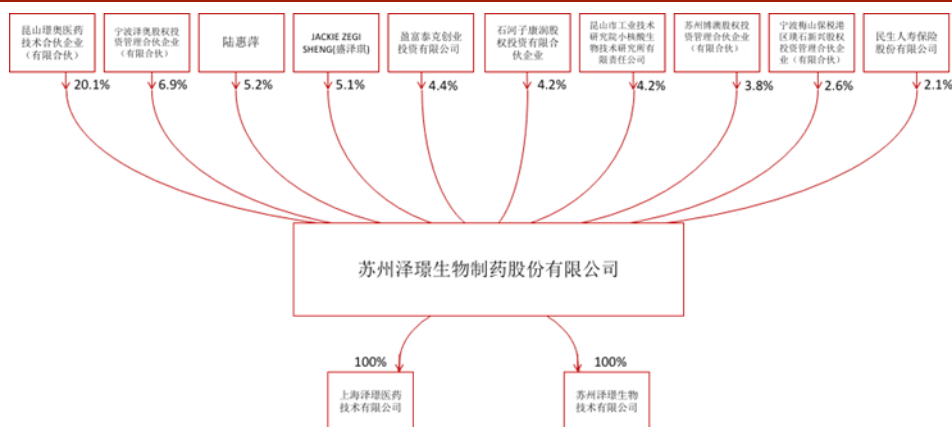 昆山璟奥医药
技术合伙企业
（有限合伙）
宁波泽奥股权投
资管理合伙企业
（有限合伙）
陆惠萍
JACKIE ZEGI
SHENG(盛泽琪)
盈富泰克创业
投资有限公司
石河子康润股
权投资有限合
伙企业
昆山市工业技术
研究院小核酸生
物技术研究所有
限责任公司
苏州博澳股权投
资管理合伙企业
（有限合伙）
宁波梅山保税港
区璞石新兴股权
投资管理合伙企
业（有限合伙）
民生人寿保险
股份有限公司
20.1%
6.9%
5.2%
5.1%
4.4%
4.2%
4.2%
3.8%
2.6%
2.1%
苏州泽璟生物制药股份有限公司
100%
100%
上海泽璟医药
技术有限公司
苏州泽璟生物
技术有限公司